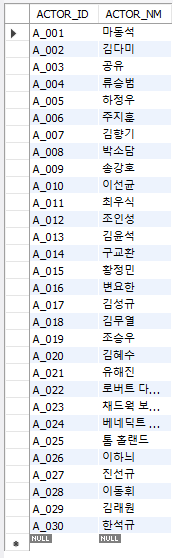 ACTOR_ID ACTOR_NM
A_001 마동석
A_002 김다미
A_003 공유
A_004 류승범
A_005 하정우
A_006 주지훈
A_007 김향기
A_008 박소담
A_009 송강호
A_010 이선균
A_011 최우식
A_012 조인성
A_013 김윤석
A_014 구교환
A_015 황정민
A_016 변요한
A_017 김성규
A_018 김무열
A_019 조승우
A_020 김혜수
A_021 유해진
A_022 로버트 다...
A_023 채드윅 보...
A_024 베네딕트 ...
A_025 톰 홀랜드
A_026 이하늬
A_027 진선규
A_028 이동휘
A_029 김래원
A_030 한석규
NULL NULL